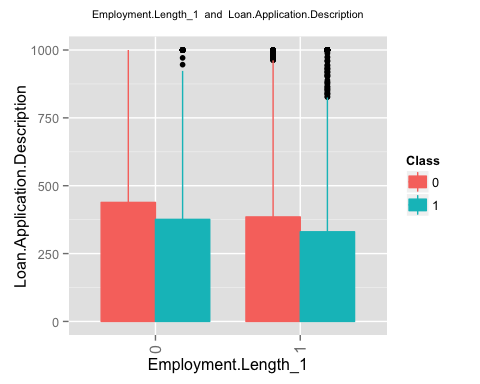 Employment.Length_1 and Loan.Application.Description
1000
750
500
250
0
Loan.Application.Description
0
1
Employment.Length_1
Class
0
1